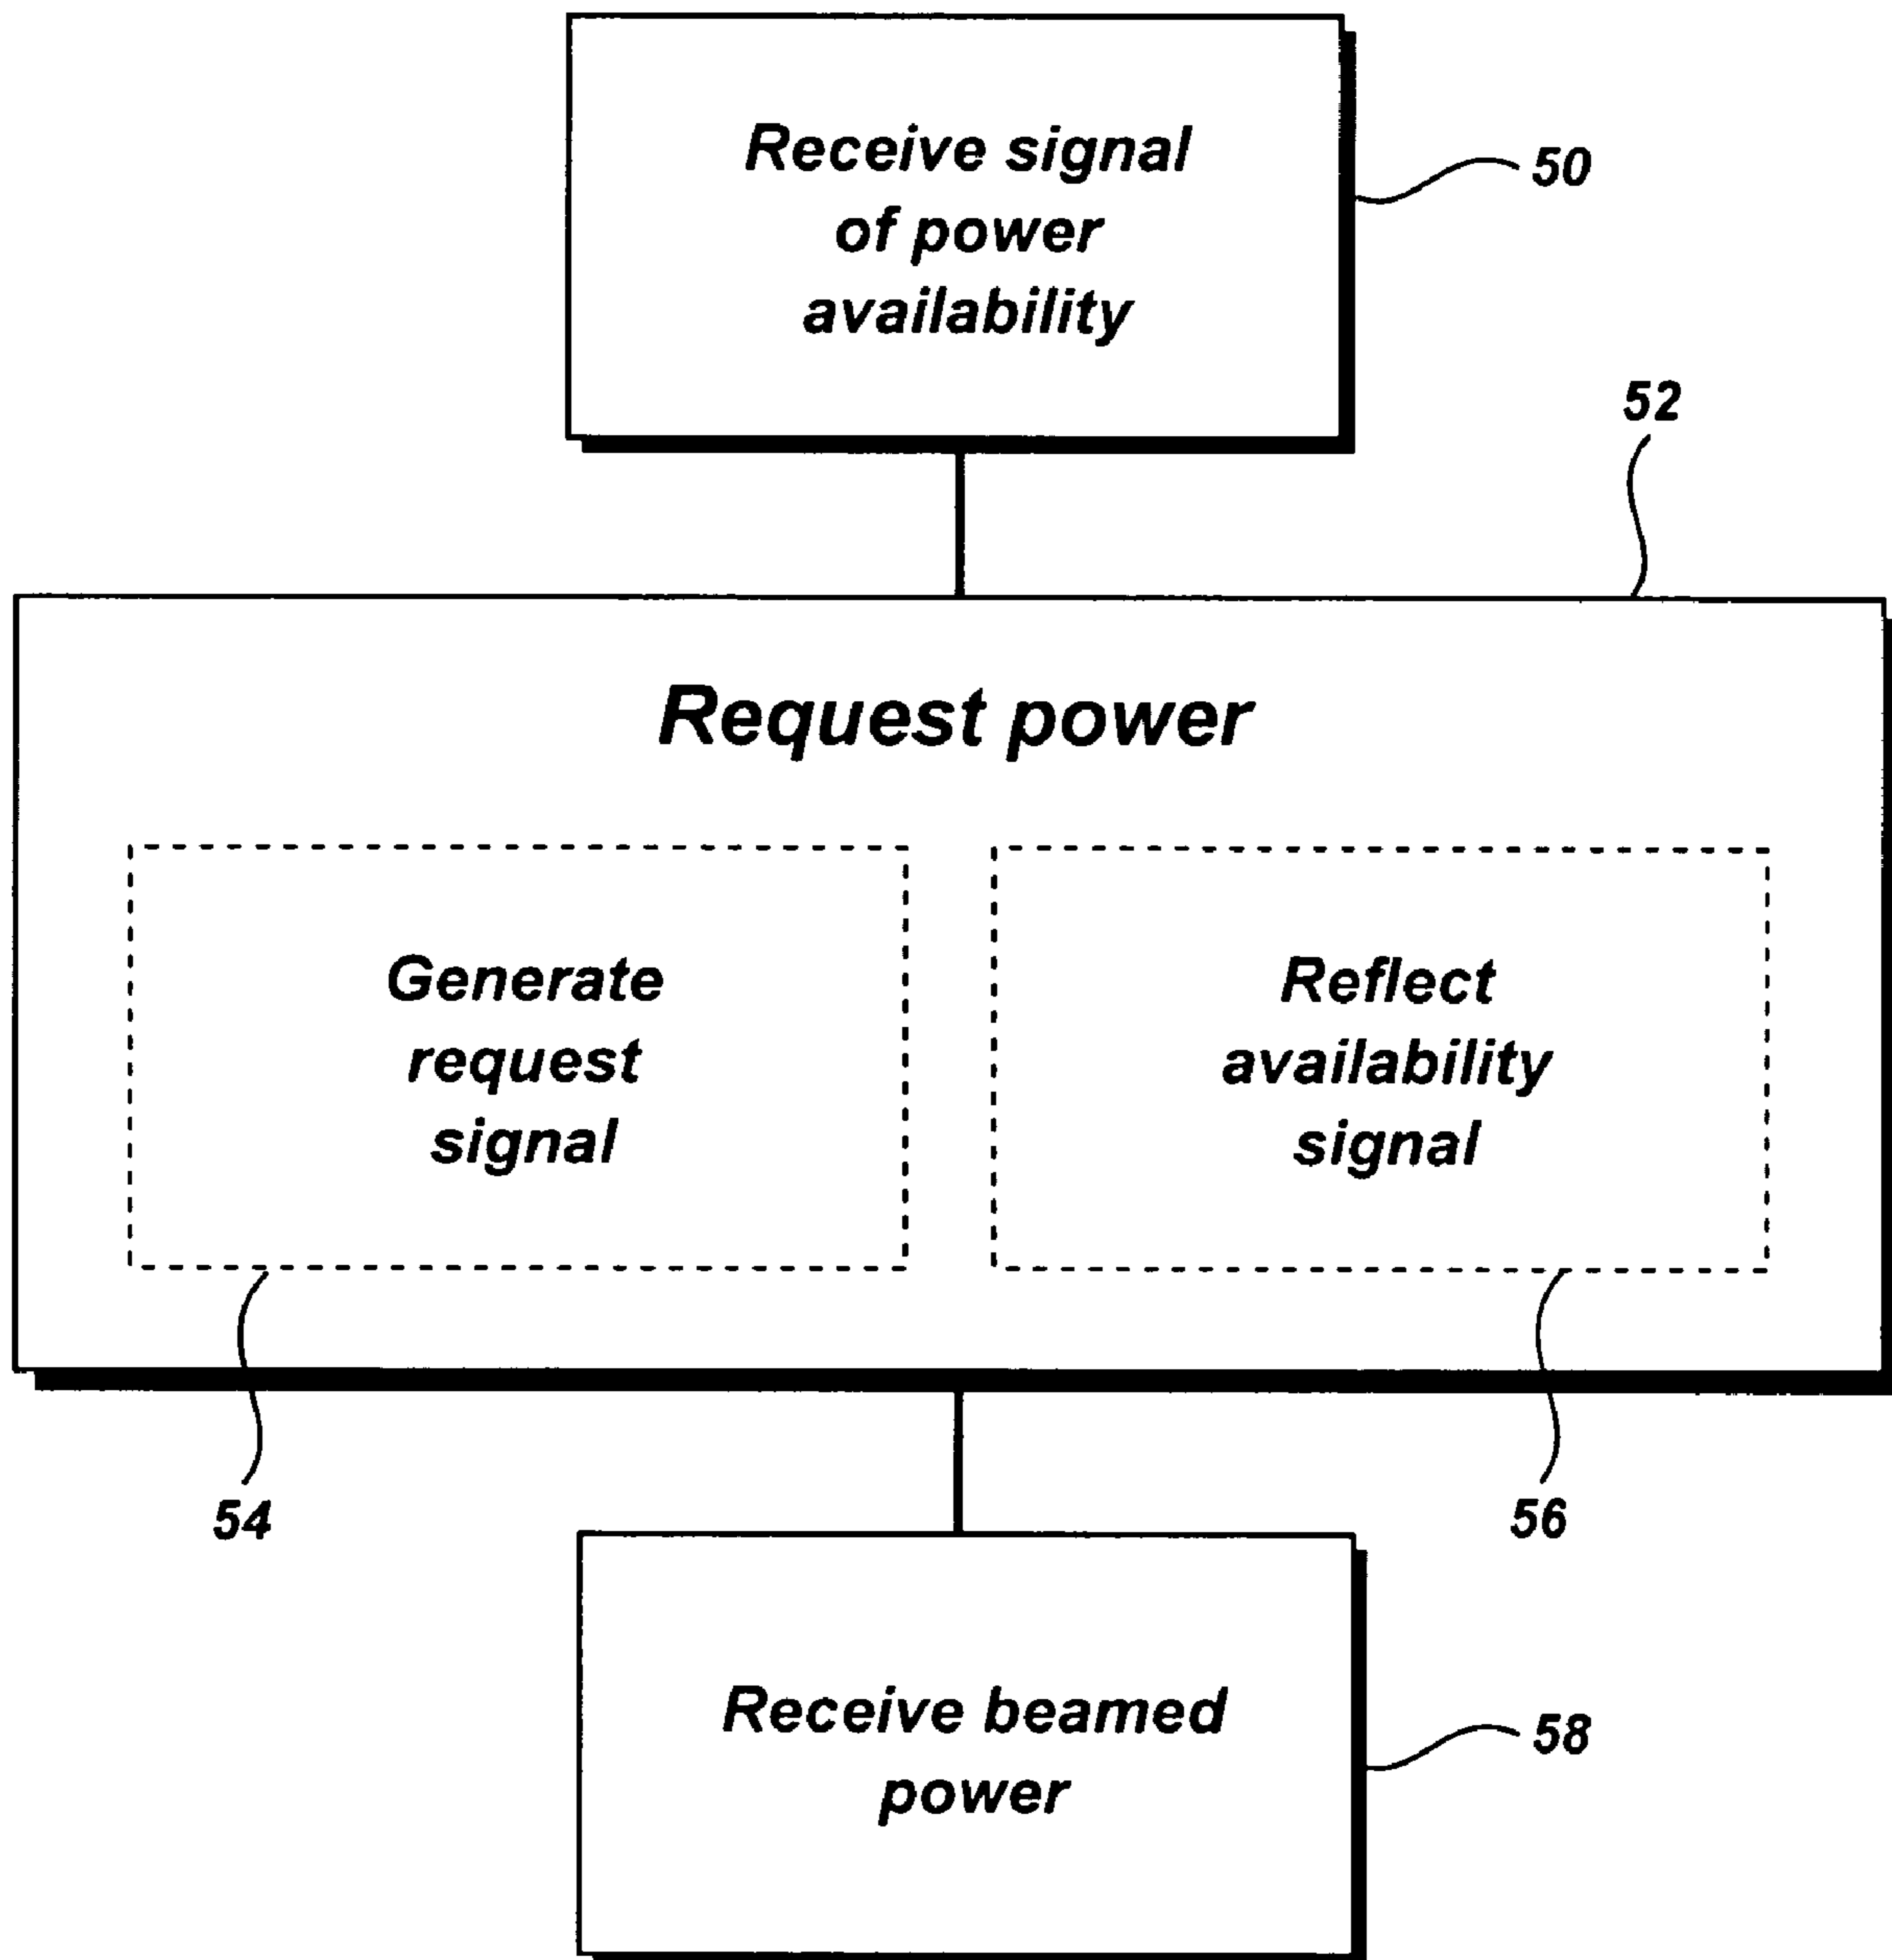 Receive signal
of power
availability
50
52
Request power
Generate
request
signal
Reflect
availability
signal
54
56
Receive beamed
power
58